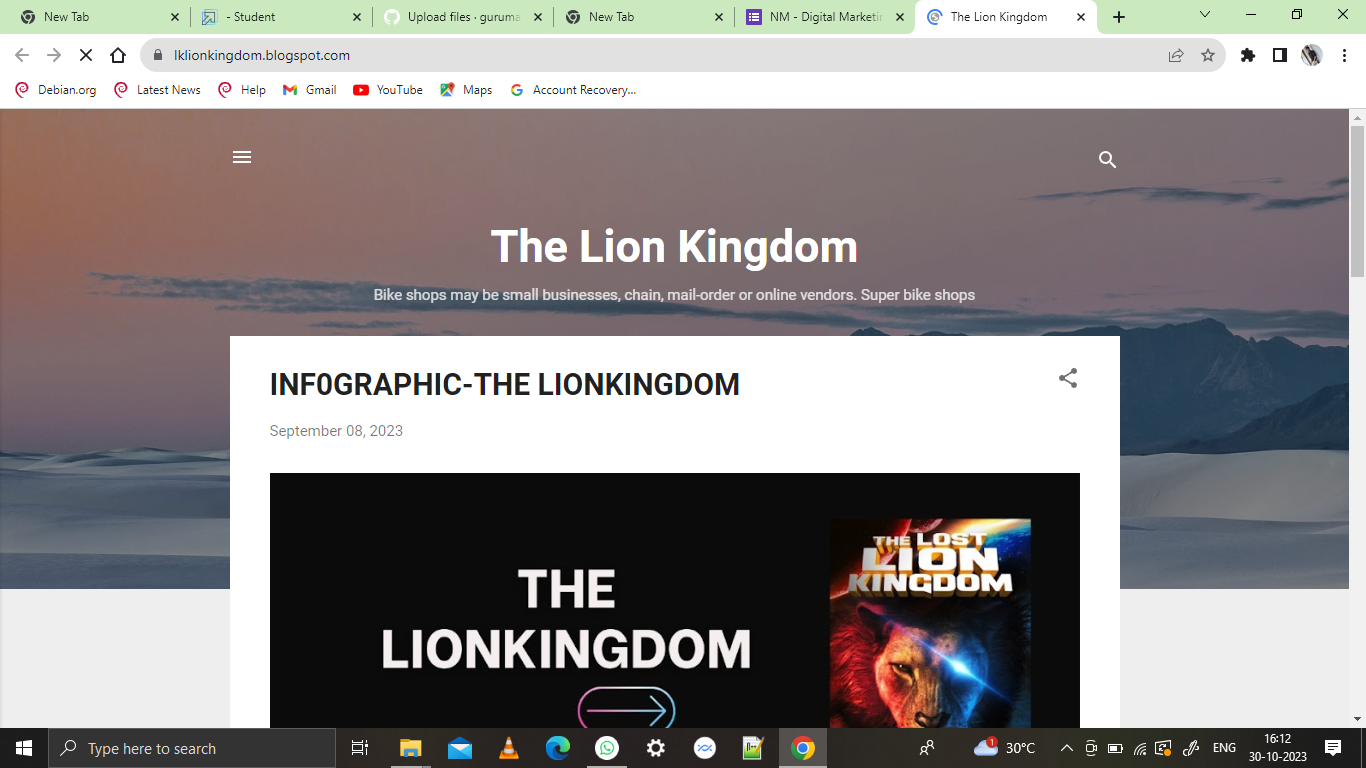 New Tab
- Student
Upload files · guruma
New Tab
NM - Digital Marketin
The Lion Kingdom
lklionkingdom.blogspot.com
Debian.org
Latest News
Help
Gmail
YouTube
Maps
Account Recovery...
The Lion Kingdom
Bike shops may be small businesses, chain, mail-order or online vendors. Super bike shops
INF0GRAPHIC-THE LIONKINGDOM
September 08, 2023
THE
LIONKINGDOM
THE LOST
LION
KINGDOM
Type here to search
1
30°C
ENG
16:12
30-10-2023